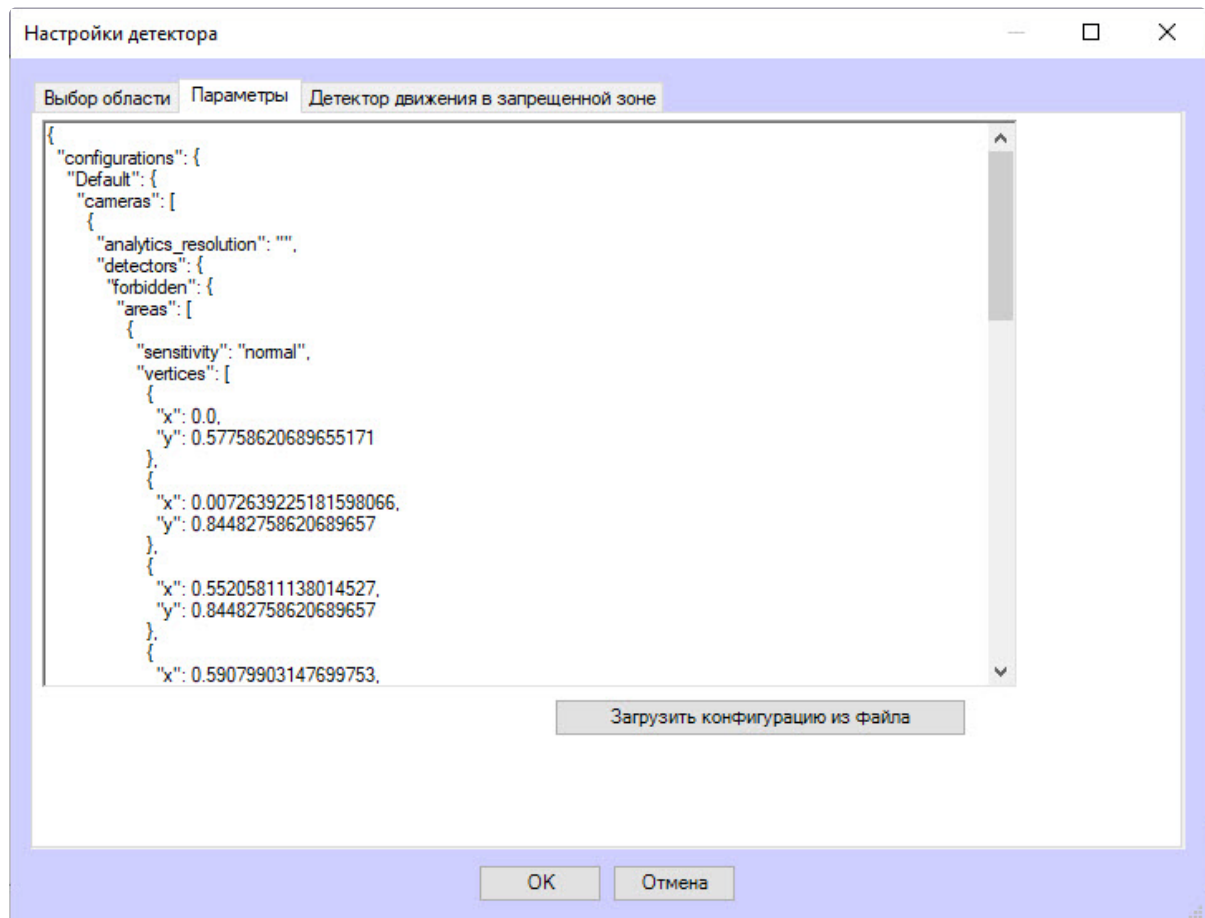 Настройки детектора
Выбор области Параметры Детектор движения в запрещенной зоне
{
"configurations": {
"Default": {
"cameras": [
{
"analytics_resolution": "",
"detectors": {
"forbidden": {
"areas": [
{
"sensitivity": "normal",
"vertices": [
{
"x": 0.0,
"y": 0.57758620689655171
},
{
"x": 0.0072639225181598066,
"y": 0.84482758620689657
},
{
"x": 0.55205811138014527,
"y": 0.84482758620689657
},
{
"x": 0.59079903147699753,
Загрузить конфигурацию из файла
OK Отмена